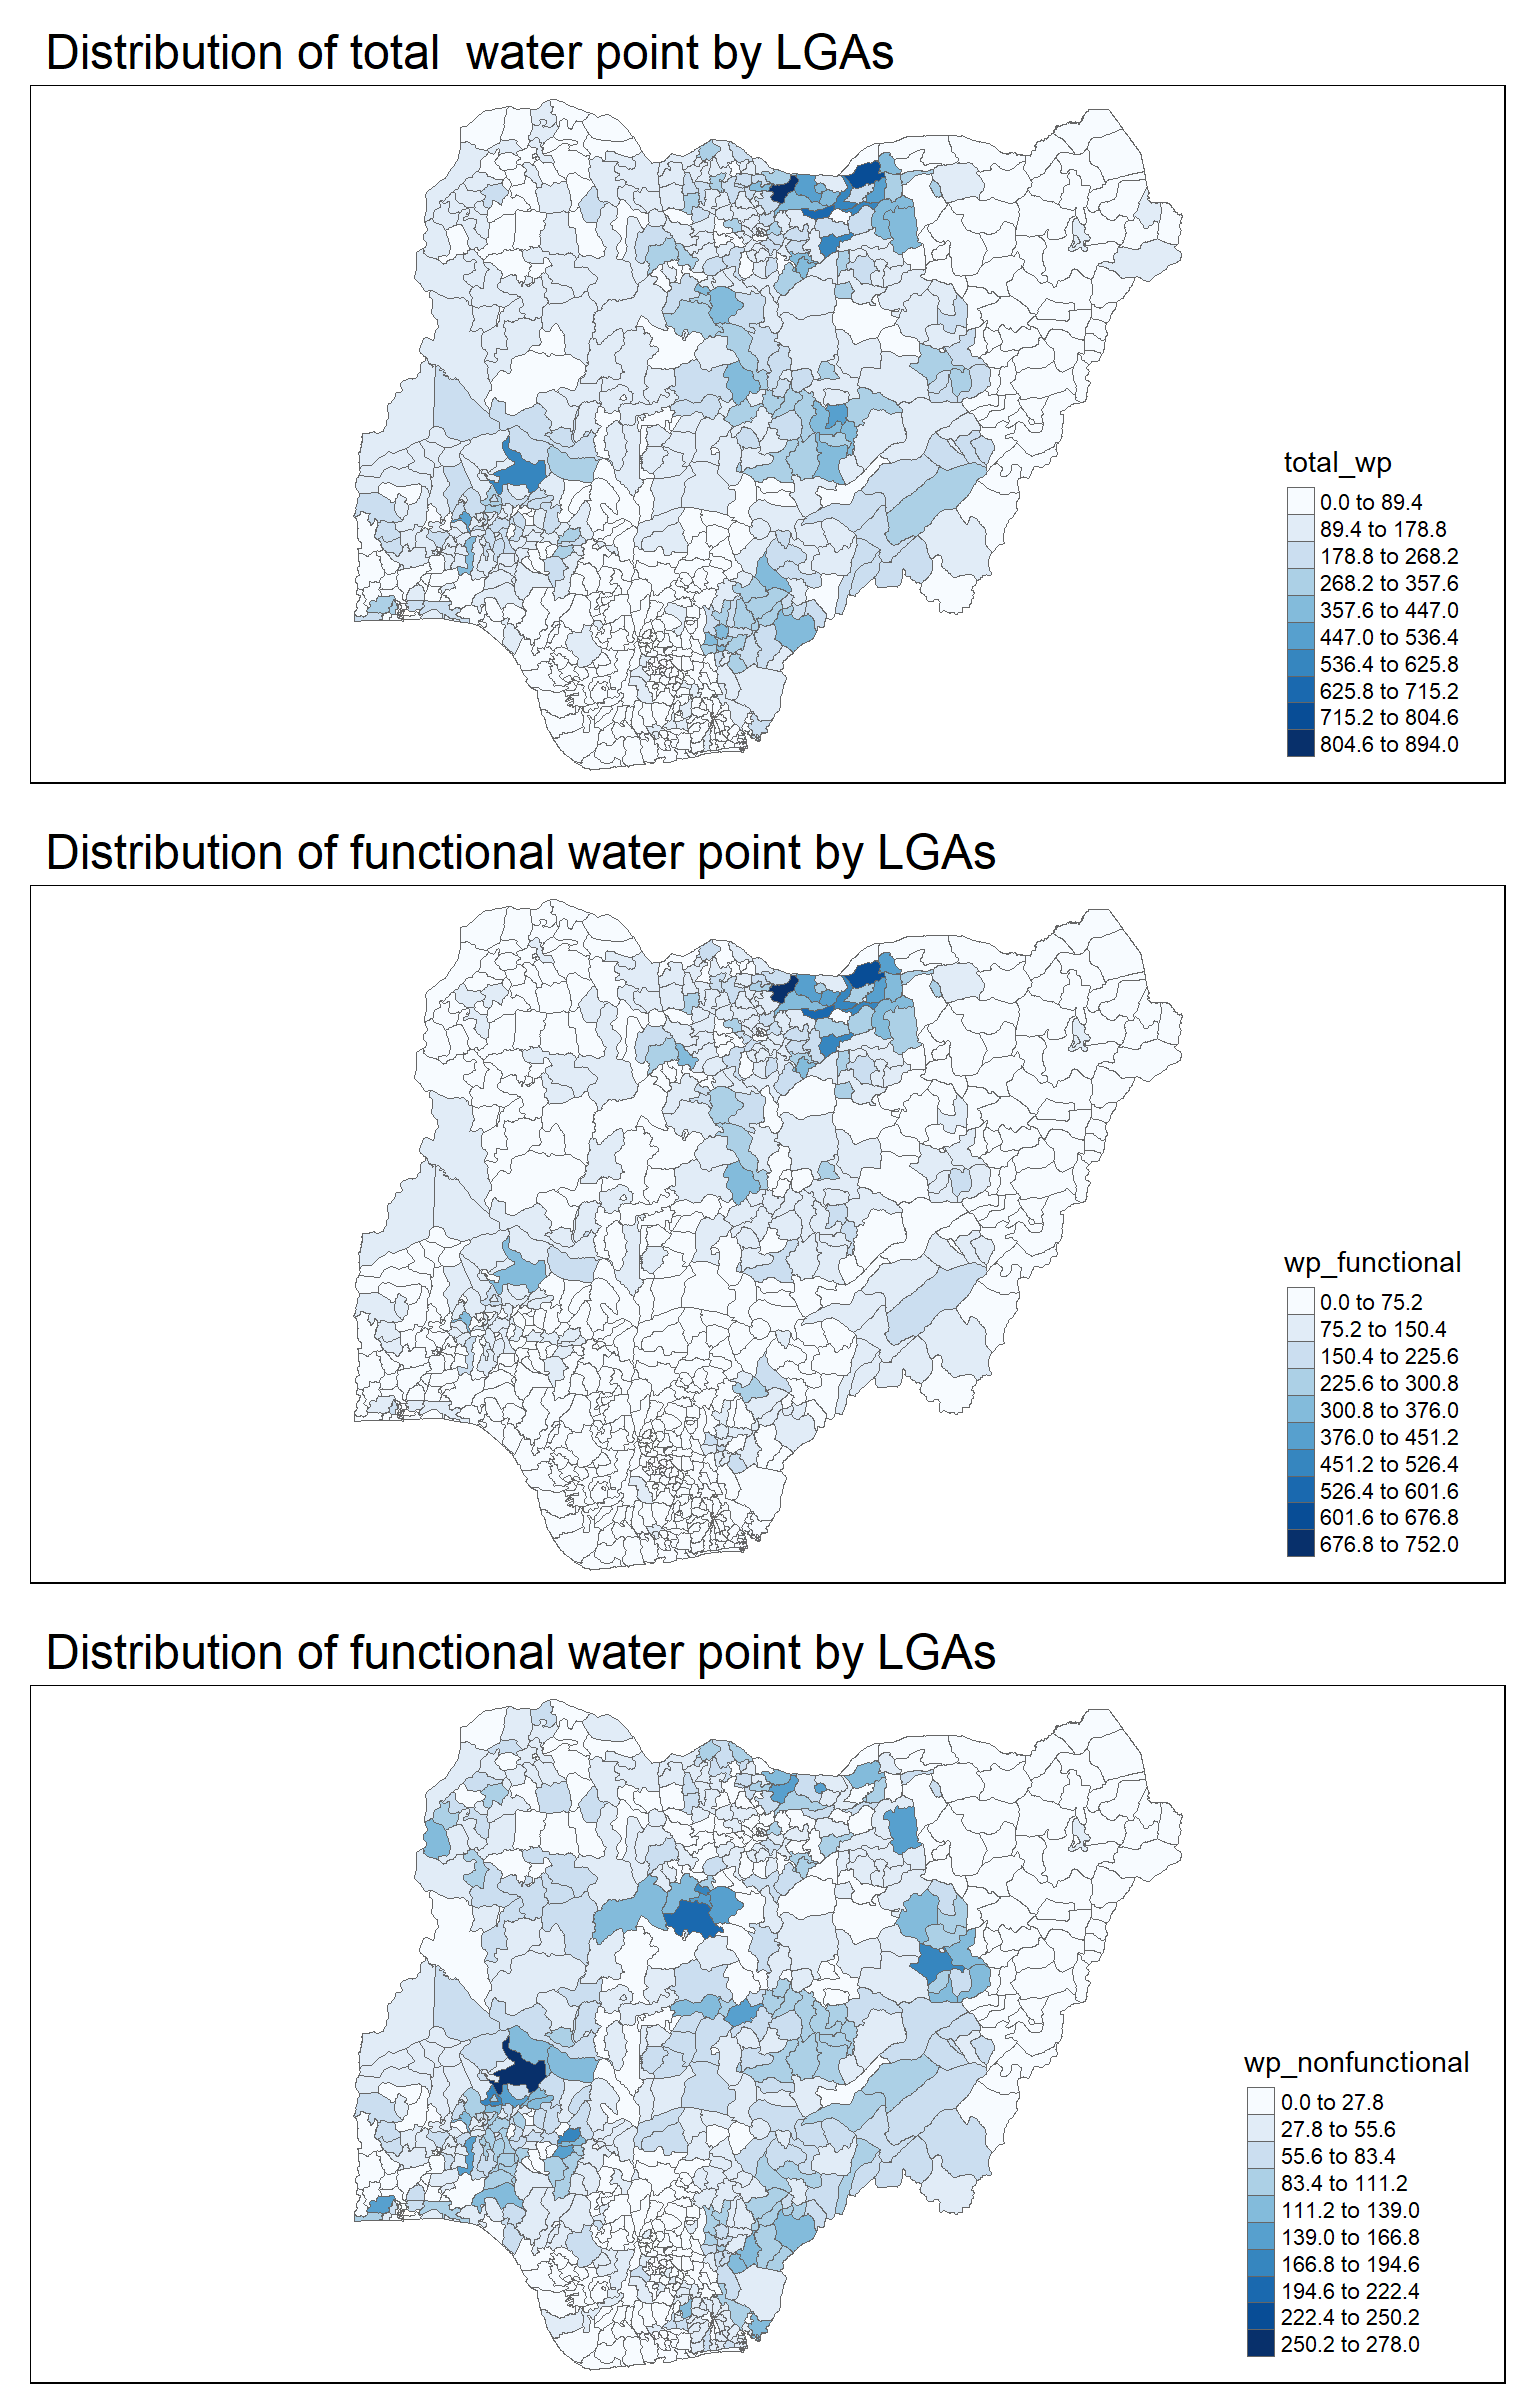 Distribution of total  water point by LGAs
total_wp
0.0 to 89.4
89.4 to 178.8
178.8 to 268.2
268.2 to 357.6
357.6 to 447.0
447.0 to 536.4
536.4 to 625.8
625.8 to 715.2
715.2 to 804.6
804.6 to 894.0
Distribution of functional water point by LGAs
wp_functional
0.0 to 75.2
75.2 to 150.4
150.4 to 225.6
225.6 to 300.8
300.8 to 376.0
376.0 to 451.2
451.2 to 526.4
526.4 to 601.6
601.6 to 676.8
676.8 to 752.0
Distribution of functional water point by LGAs
wp_nonfunctional
0.0 to 27.8
27.8 to 55.6
55.6 to 83.4
83.4 to 111.2
111.2 to 139.0
139.0 to 166.8
166.8 to 194.6
194.6 to 222.4
222.4 to 250.2
250.2 to 278.0